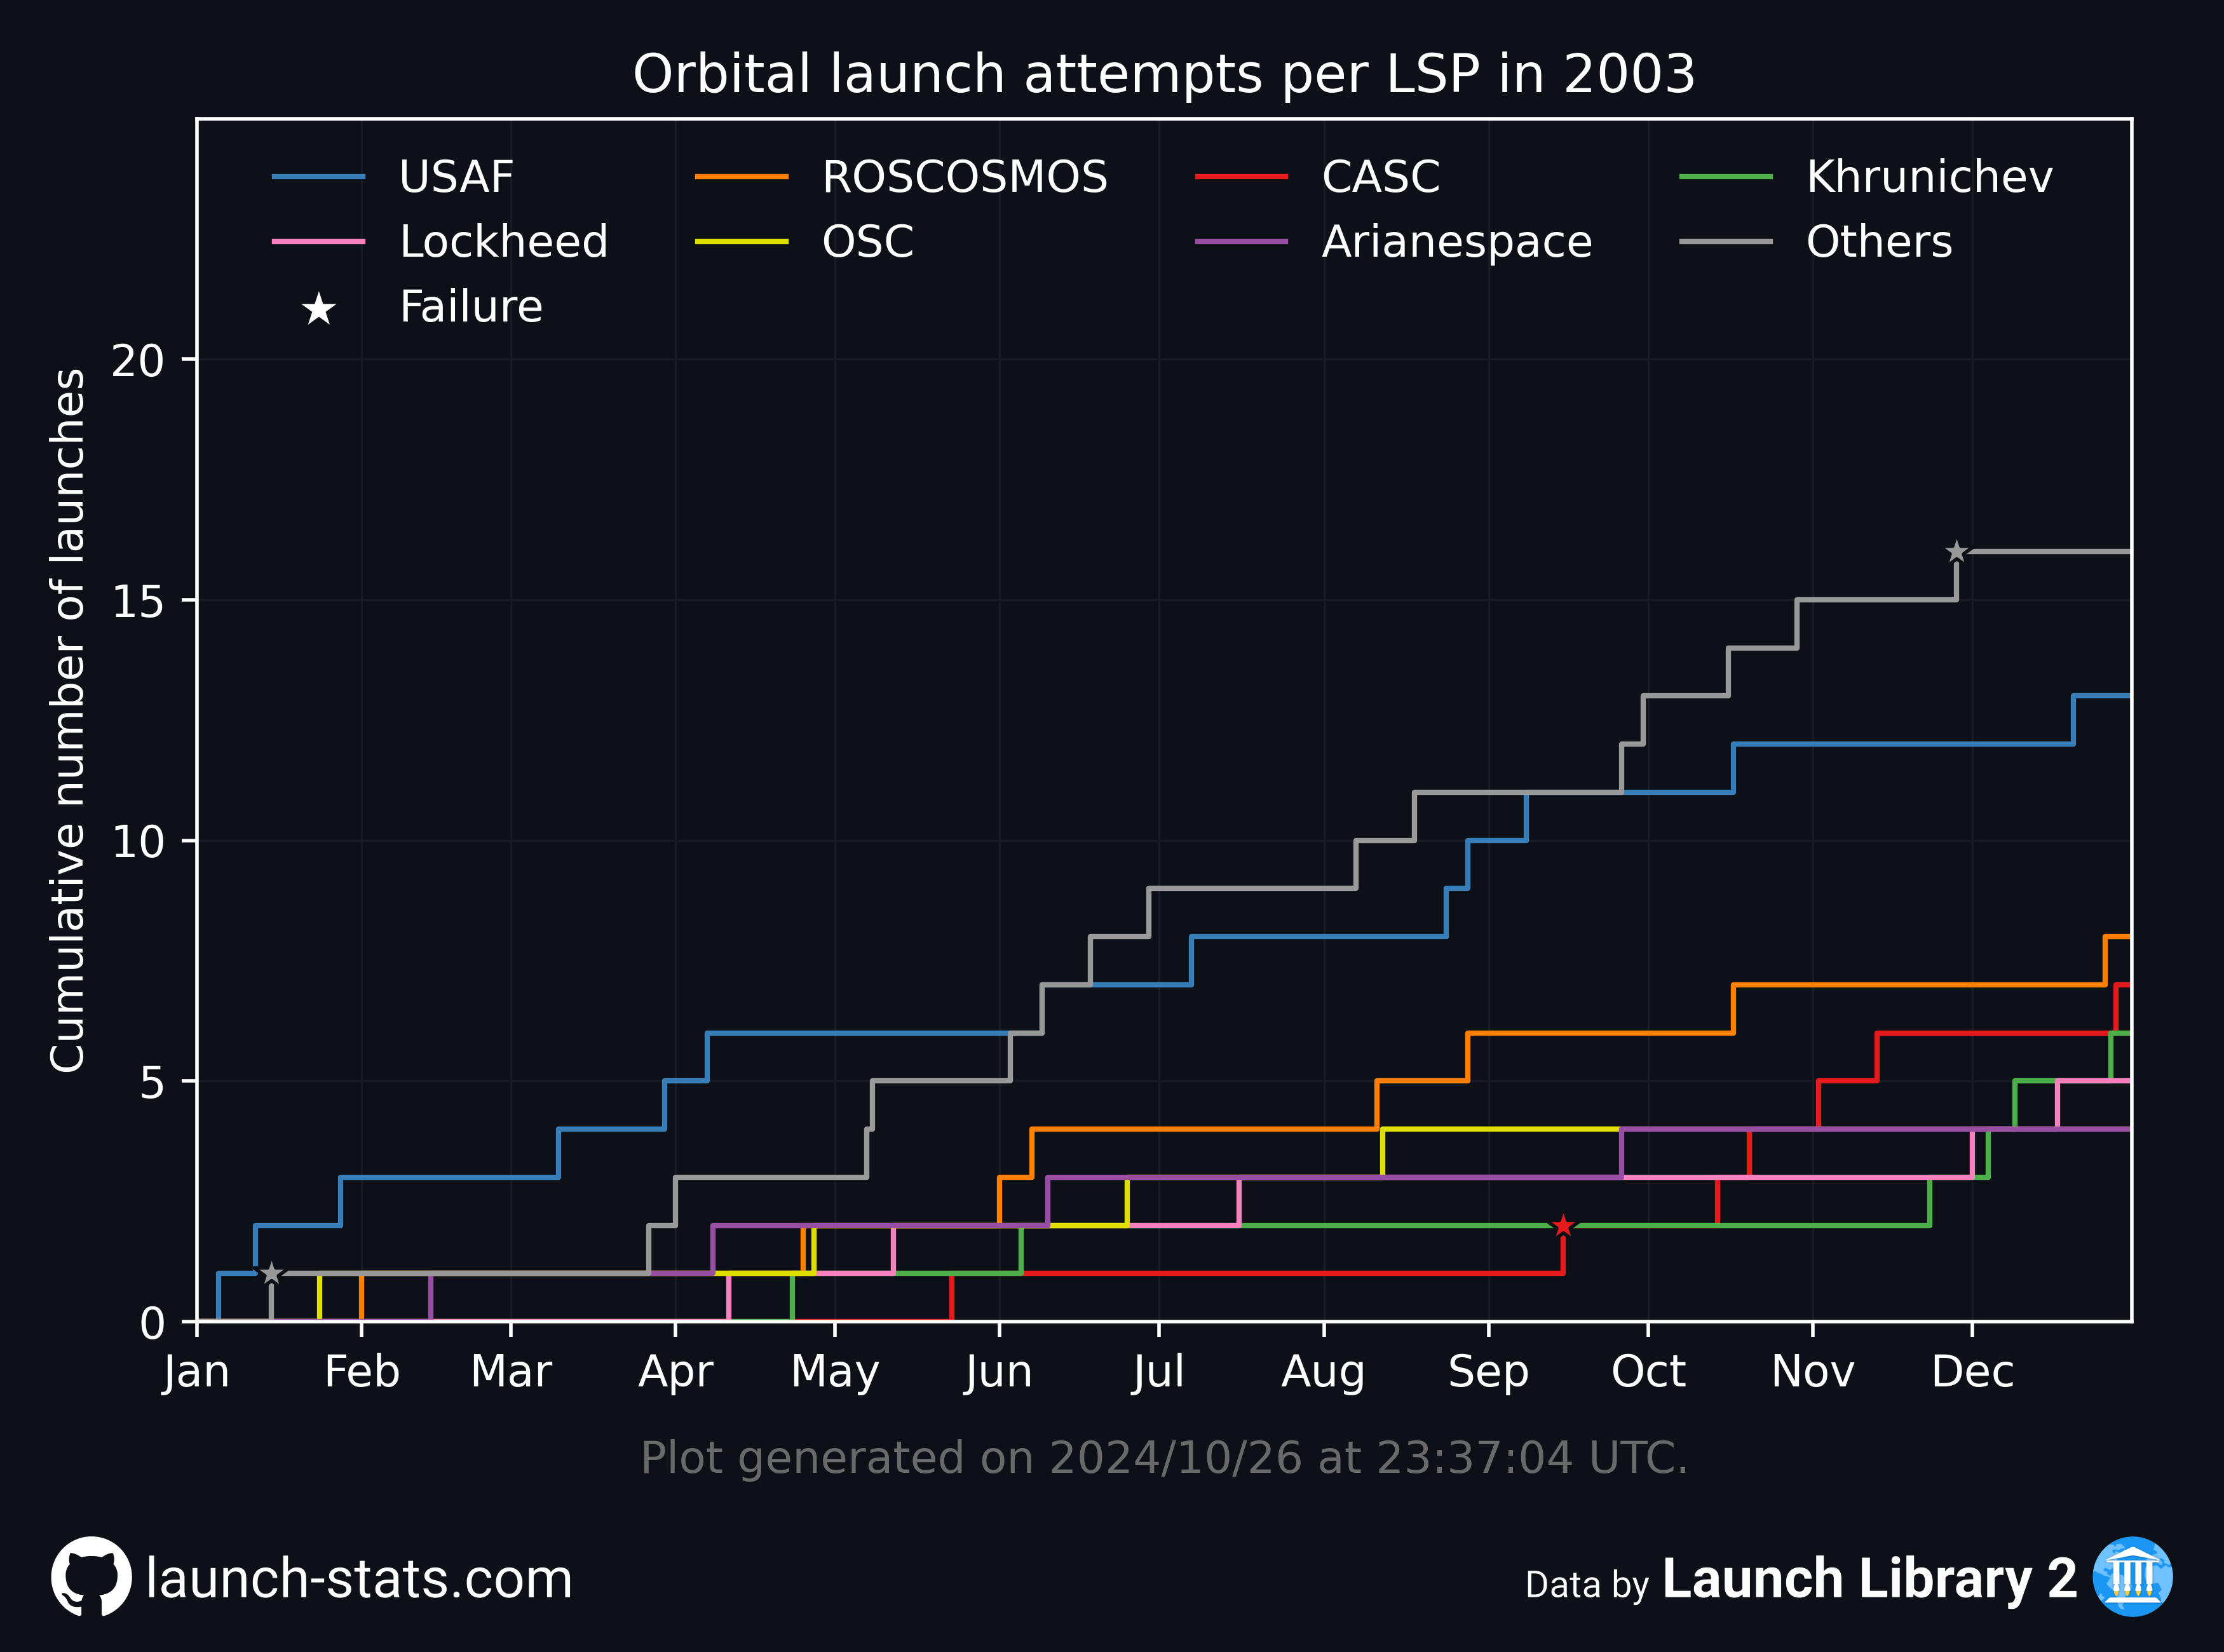 Orbital launch attempts per LSP in 2003
USAF ROSCOSMOS CASC Khrunichev
Lockheed OSC Arianespace Others
Failure
Cumulative number of launches
20
15
10
5
0
Jan Feb Mar Apr May Jun Jul Aug Sep Oct Nov Dec
Plot generated on 2024/10/26 at 23:37:04 UTC.
launch-stats.com
Data by Launch Library 2